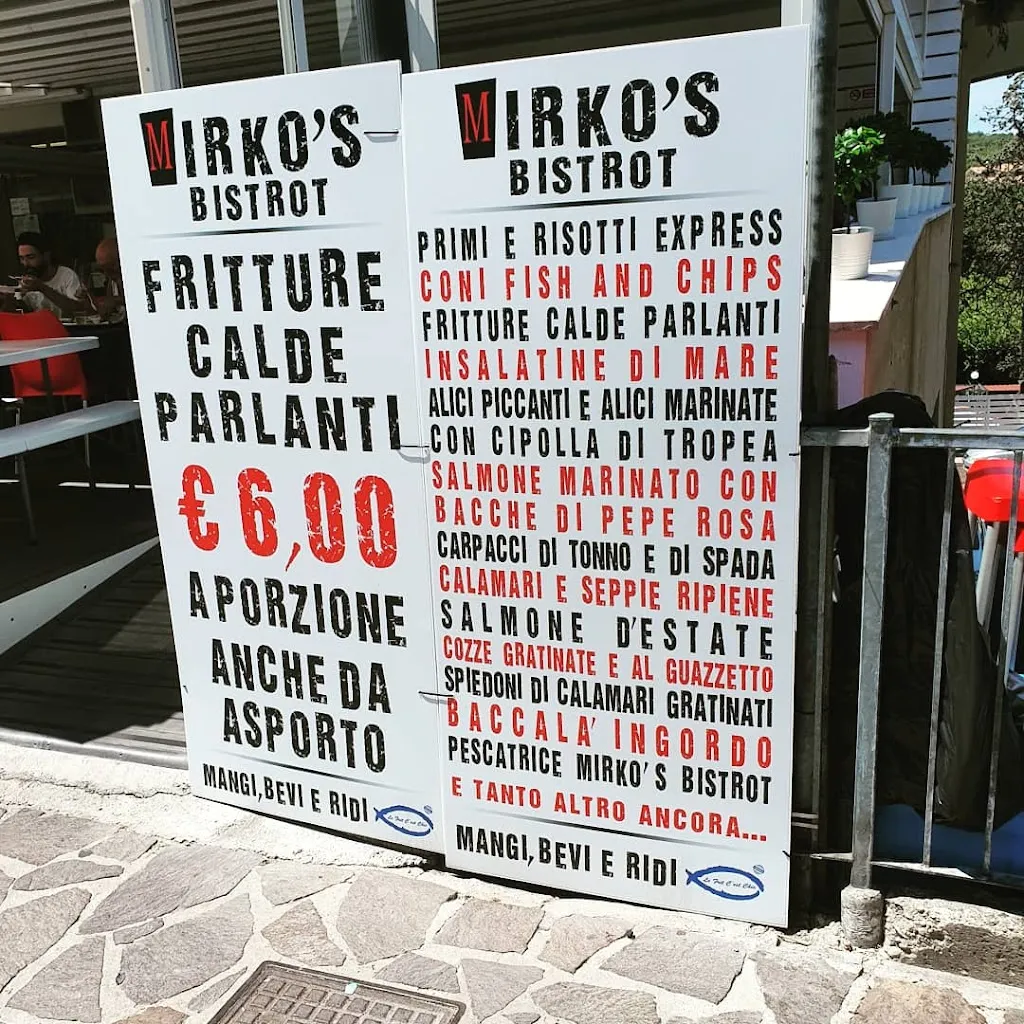 MIRKO'S
BISTROT
FRITTURE
CALDE
PARLANTI
€ 6,00
A PORZIONE
ANCHE DA
ASPORTO
MANGI, BEVI E RIDI
MIRKO'S
BISTROT
PRIMI E RISOTTI EXPRESS
CONI FISH AND CHIPS
FRITTURE CALDE PARLANTI
INSALATINE DI MARE
ALICI PICCANTI E ALICI MARINATE
CON CIPOLLA DI TROPEA
SALMONE MARINATO CON
BACCHE DI PEPE ROSA
CARPACCI DI TONNO E DI SPADA
CALAMARI E SEPPIE RIPIENE
SALMONE D'ESTATE
COZZE GRATINATE E AL GUAZZETTO
SPIEDONI DI CALAMARI GRATINATI
BACCALA' INGORDO
PESCATRICE MIRKO'S BISTROT
E TANTO ALTRO ANCORA...
MANGI, BEVI E RIDI